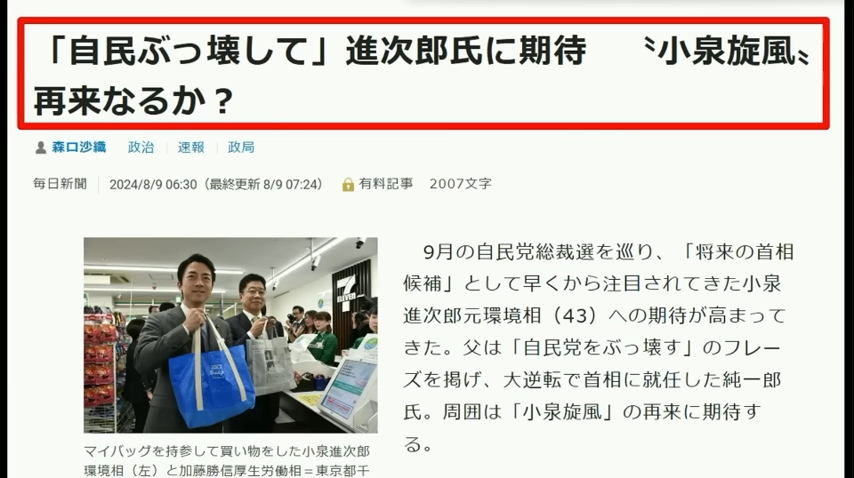 「自民ぶっ壊して」進次郎氏に期待 〝小泉旋風〟
再来なるか？
森口沙織 政治 速報 政局
毎日新聞 2024/8/9 06:30（最終更新 8/9 07:24） 有料記事 2007文字
9月の自民党総裁選を巡り、「将来の首相
候補」として早くから注目されてきた小泉
進次郎元環境相（43）への期待が高まって
きた。父は「自民党をぶっ壊す」のフレー
ズを掲げ、大逆転で首相に就任した純一郎
氏。周囲は「小泉旋風」の再来に期待す
る。
7
ELEVEN
マイバッグを持参して買い物をした小泉進次郎
環境相（左）と加藤勝信厚生労働相＝東京都千